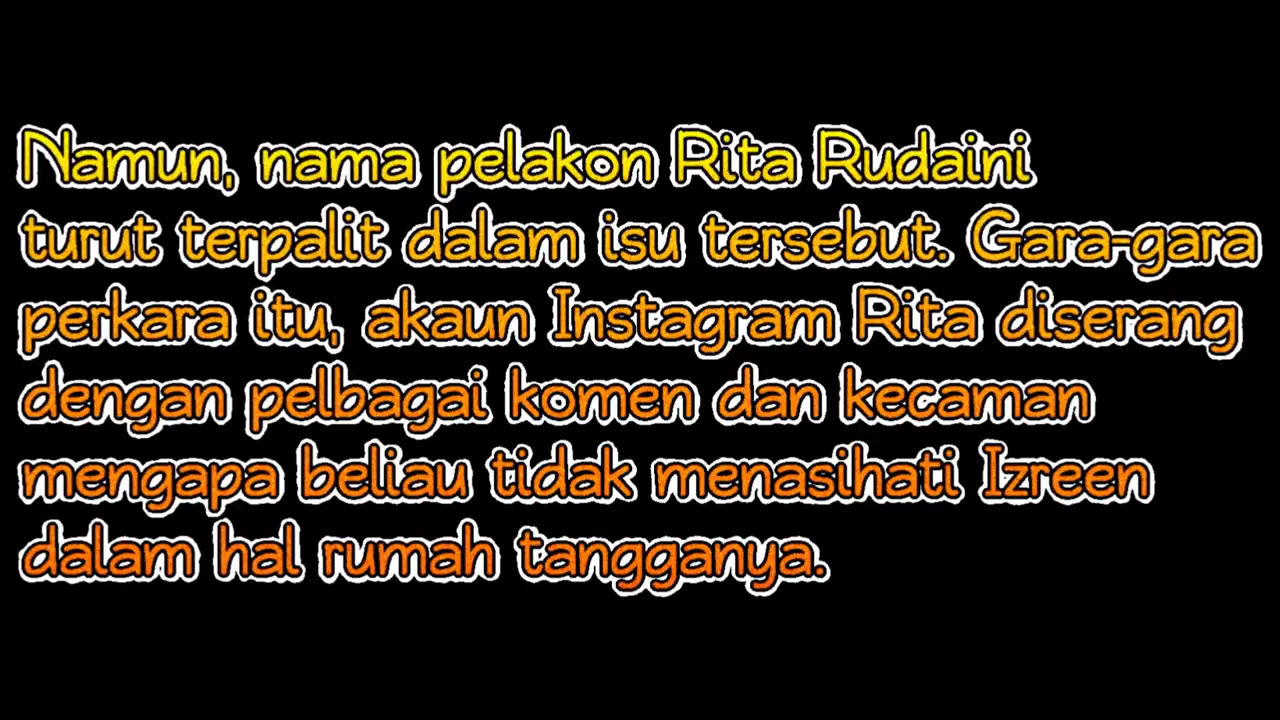 Namun, nama pelakon Rita Rudaini
turut terpalit dalam isu tersebut. Gara-gara
perkara itu, akaun Instagram Rita diserang
dengan pelbagai komen dan kecaman
mengapa beliau tidak menasihati Izreen
dalam hal rumah tangganya.